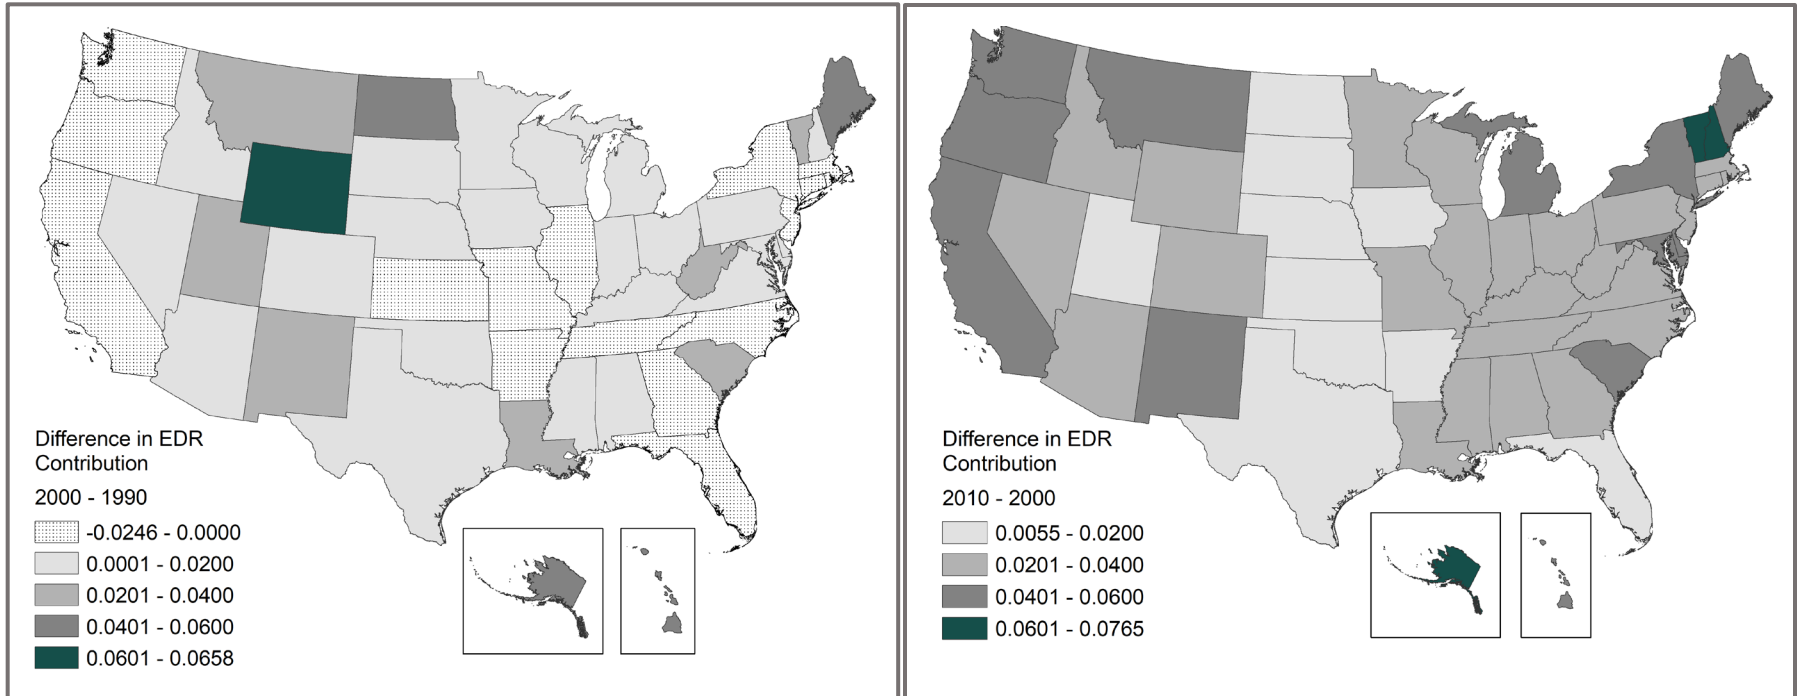 Difference in EDR
Contribution
2000 - 1990
-0.0246 - 0.0000
0.0001 - 0.0200
0.0201 - 0.0400
0.0401 - 0.0600
0.0601 - 0.0658
Difference in EDR
Contribution
2010 - 2000
0.0055 - 0.0200
0.0201 - 0.0400
0.0401 - 0.0600
0.0601 - 0.0765